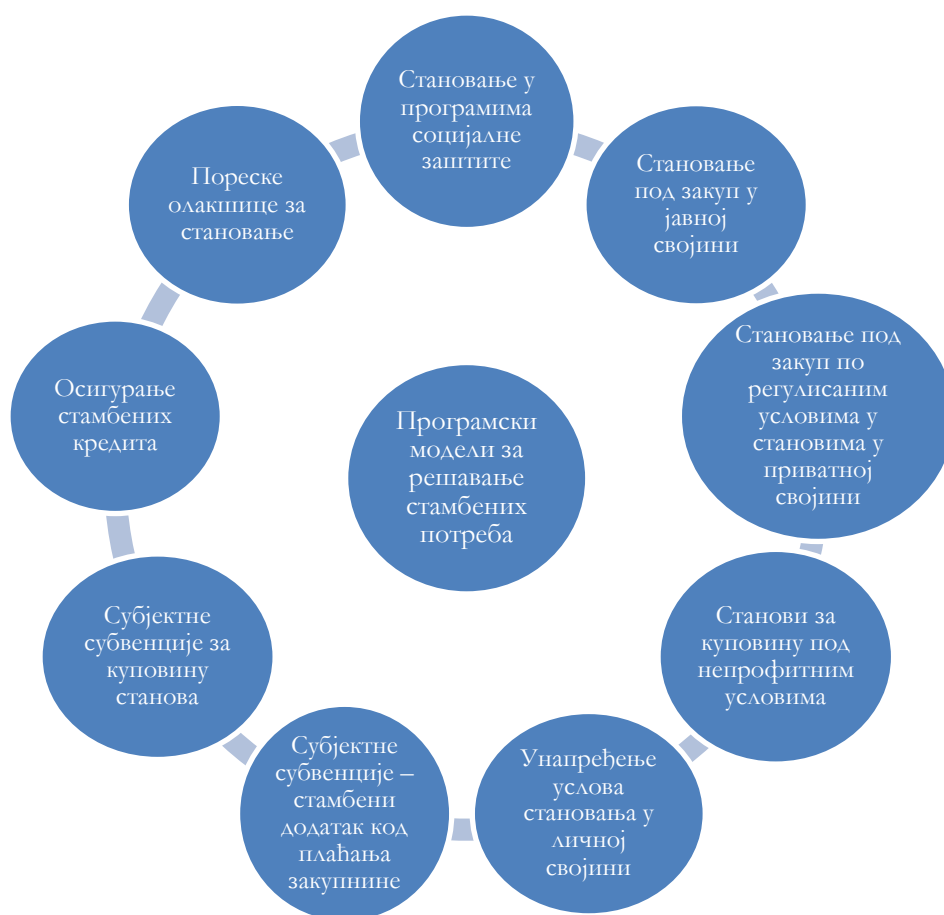 Становање у
програмима
социјалне
заштите
Становање
под закуп у
јавној
својини
Становање под
закуп по
регулисаним
условима у
становима у
приватној
својини
Станови за
куповину под
непрофитним
условима
Унапређење
услова
становања у
личној
својини
Субјектне
субвенције –
стамбени
додатак код
плаћања
закупнине
Субјектне
субвенције за
куповину
станова
Осигурање
стамбених
кредита
Пореске
олакшице за
становање
Програмски
модели за
решавање
стамбених
потреба